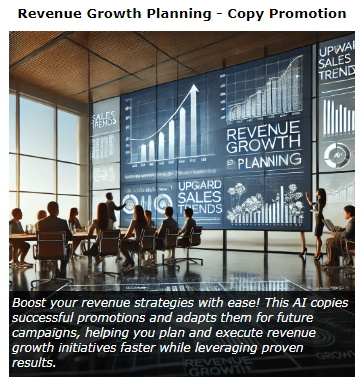 Revenue Growth Planning - Copy Promotion
SALES
TRENDS
REVENUE
GROWTH
PLANNING
UPGARD
SALES
TRENDS
UPWARD
SALES
TRENDS
Boost your revenue strategies with ease! This AI copies
successful promotions and adapts them for future
campaigns, helping you plan and execute revenue
growth initiatives faster while leveraging proven
results.